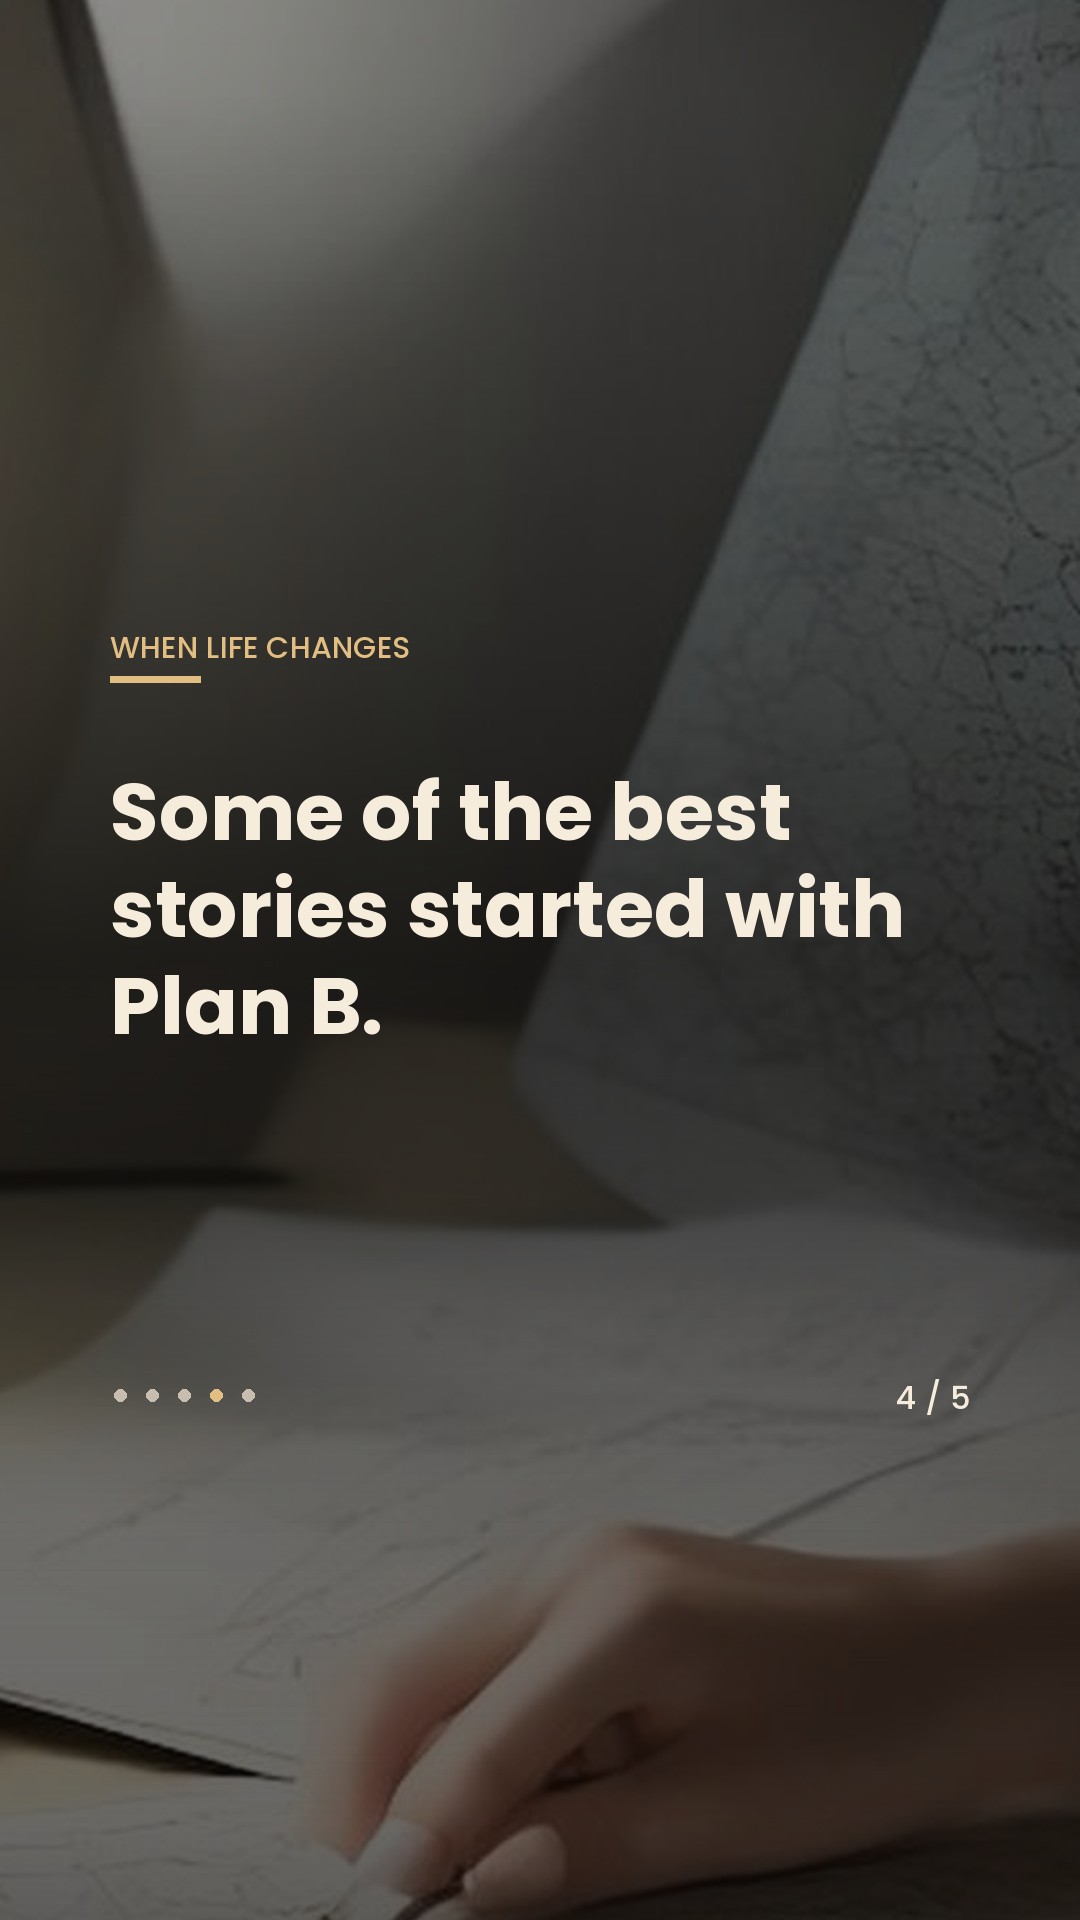 WHEN LIFE CHANGES
Some of the best
stories started with
Plan B.
4 / 5